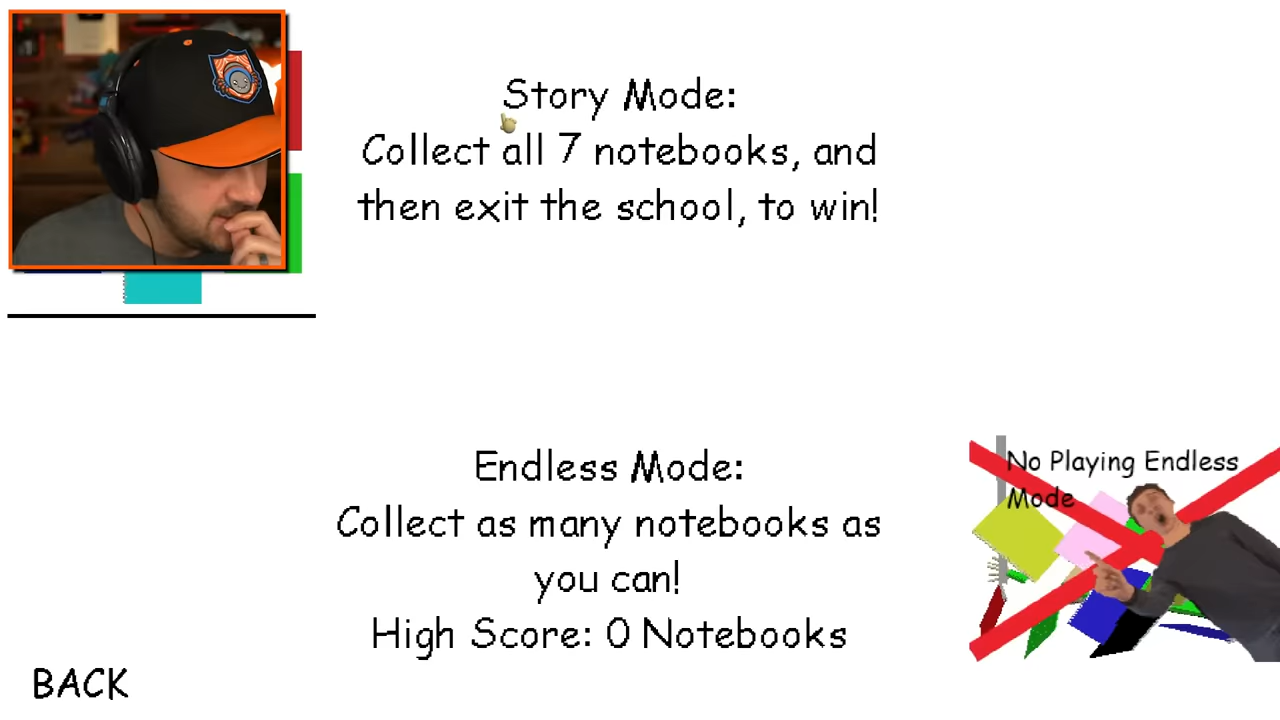 Story Mode:
Collect all 7 notebooks, and
then exit the school, to win!
Endless Mode:
Collect as many notebooks as
you can!
High Score: 0 Notebooks
No Playing Endless
Mode
BACK